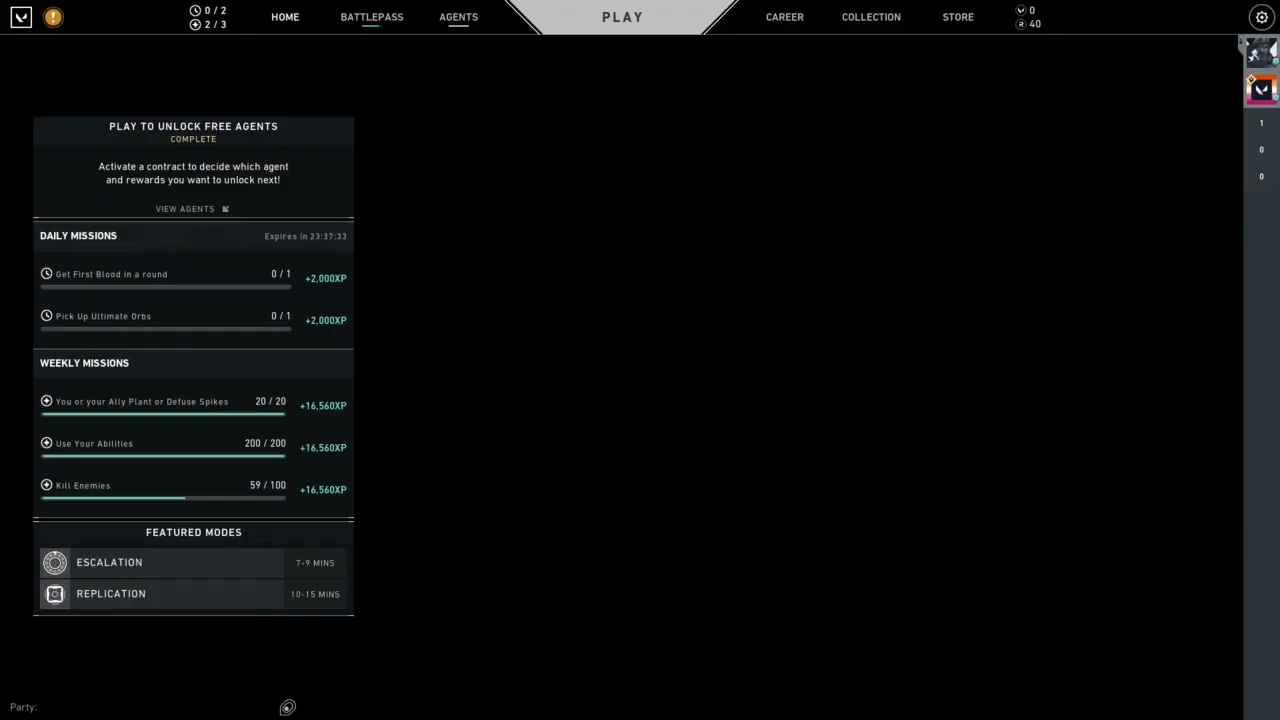 0 / 2
2 / 3
HOME
BATTLEPASS
AGENTS
PLAY
CAREER
COLLECTION
STORE
0
R 40
PLAY TO UNLOCK FREE AGENTS
COMPLETE
Activate a contract to decide which agent
and rewards you want to unlock next!
VIEW AGENTS
DAILY MISSIONS
Expires in 23:37:33
Get First Blood in a round 0 / 1 +2,000XP
Pick Up Ultimate Orbs 0 / 1 +2,000XP
WEEKLY MISSIONS
You or your Ally Plant or Defuse Spikes 20 / 20 +16,560XP
Use Your Abilities 200 / 200 +16,560XP
Kill Enemies 59 / 100 +16,560XP
FEATURED MODES
ESCALATION 7-9 MINS
REPLICATION 10-15 MINS
1
0
0
Party: